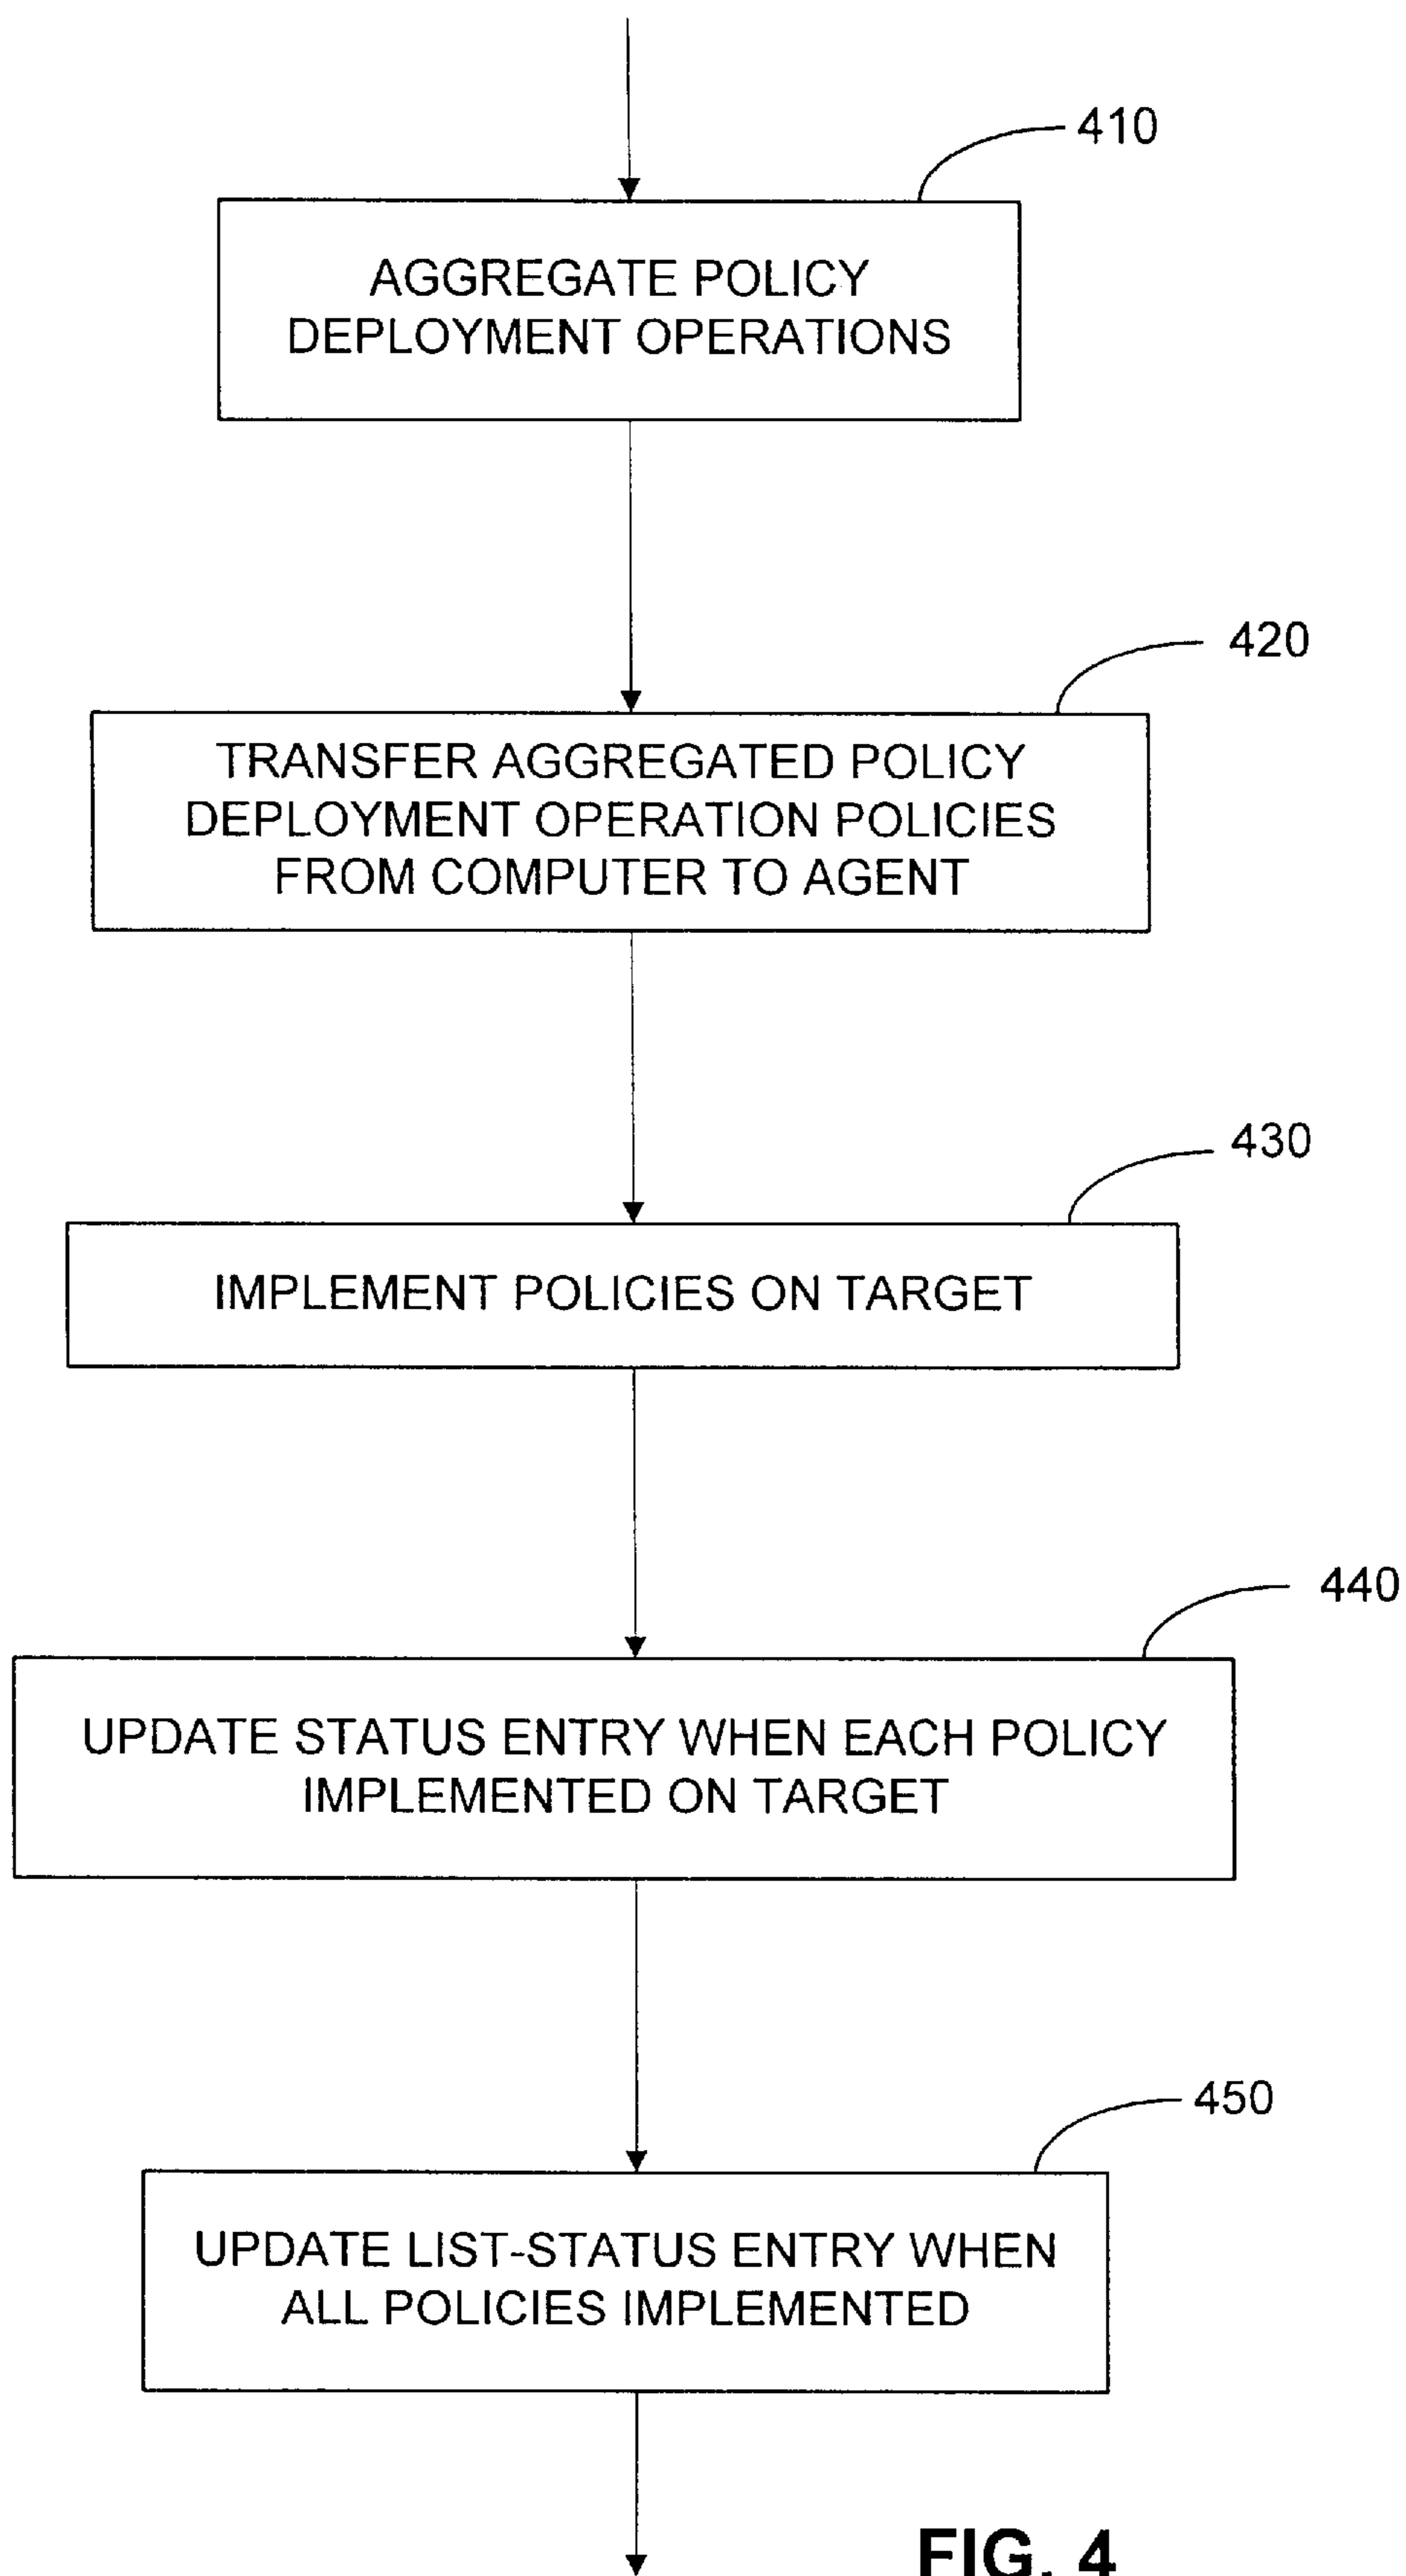 410
AGGREGATE POLICY
DEPLOYMENT OPERATIONS
420
TRANSFER AGGREGATED POLICY
DEPLOYMENT OPERATION POLICIES
FROM COMPUTER TO AGENT
430
IMPLEMENT POLICIES ON TARGET
440
UPDATE STATUS ENTRY WHEN EACH POLICY
IMPLEMENTED ON TARGET
450
UPDATE LIST-STATUS ENTRY WHEN
ALL POLICIES IMPLEMENTED
FIG. 4